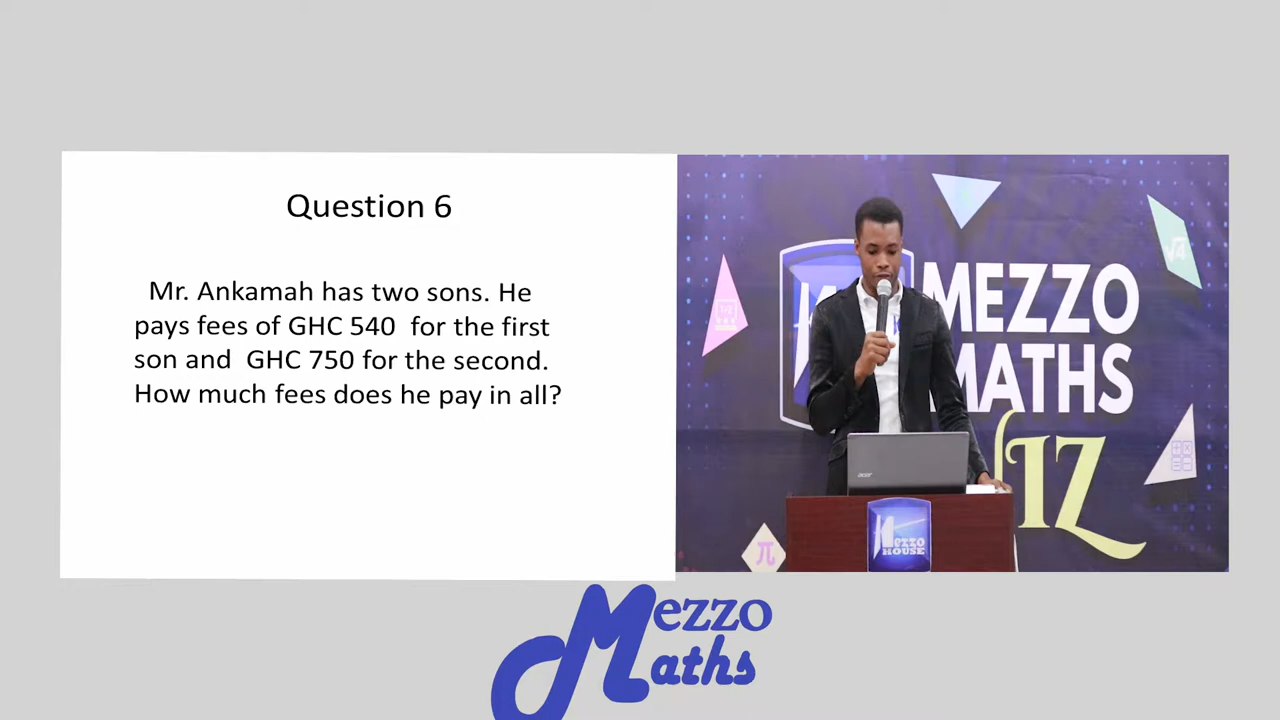 Question 6
Mr. Ankamah has two sons. He
pays fees of GHC 540 for the first
son and GHC 750 for the second.
How much fees does he pay in all?
MEZZO
MATHS
IZ
√4
acer
π
Mezzo
HOUSE
Mezzo
Maths